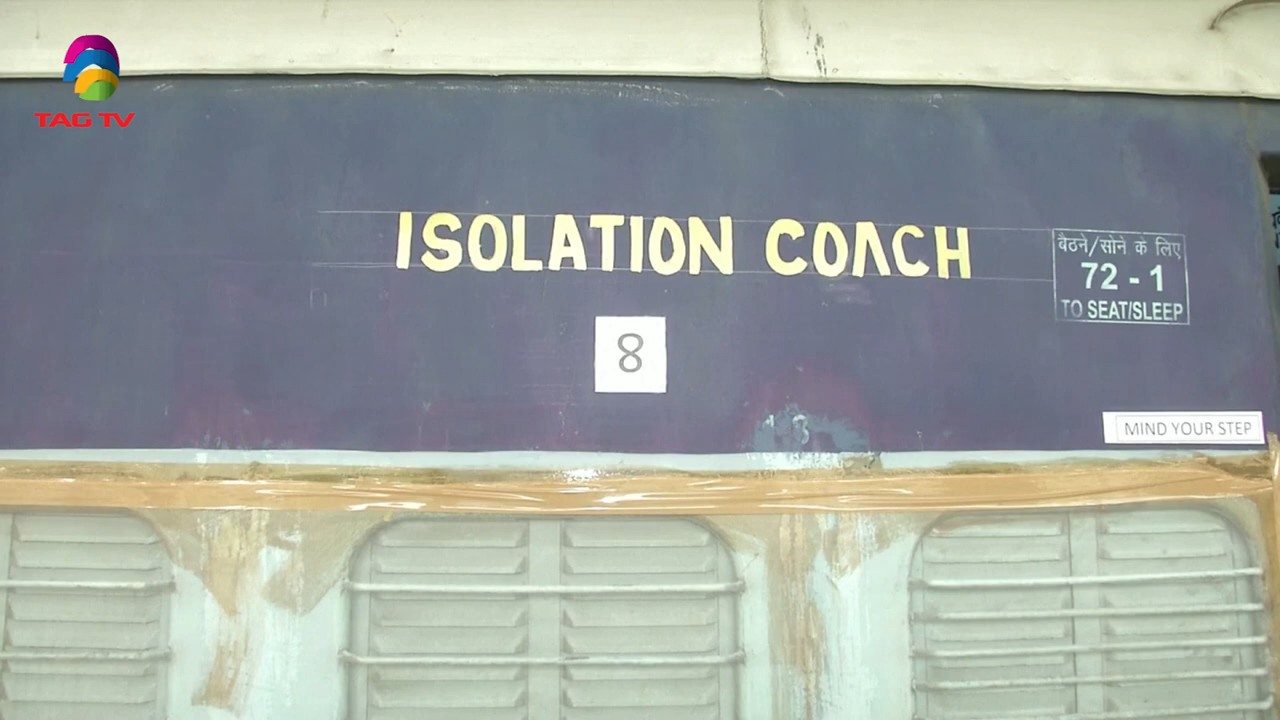 TAG TV
ISOLATION COACH
8
बैठने/सोने के लिए
72 - 1
TO SEAT/SLEEP
MIND YOUR STEP